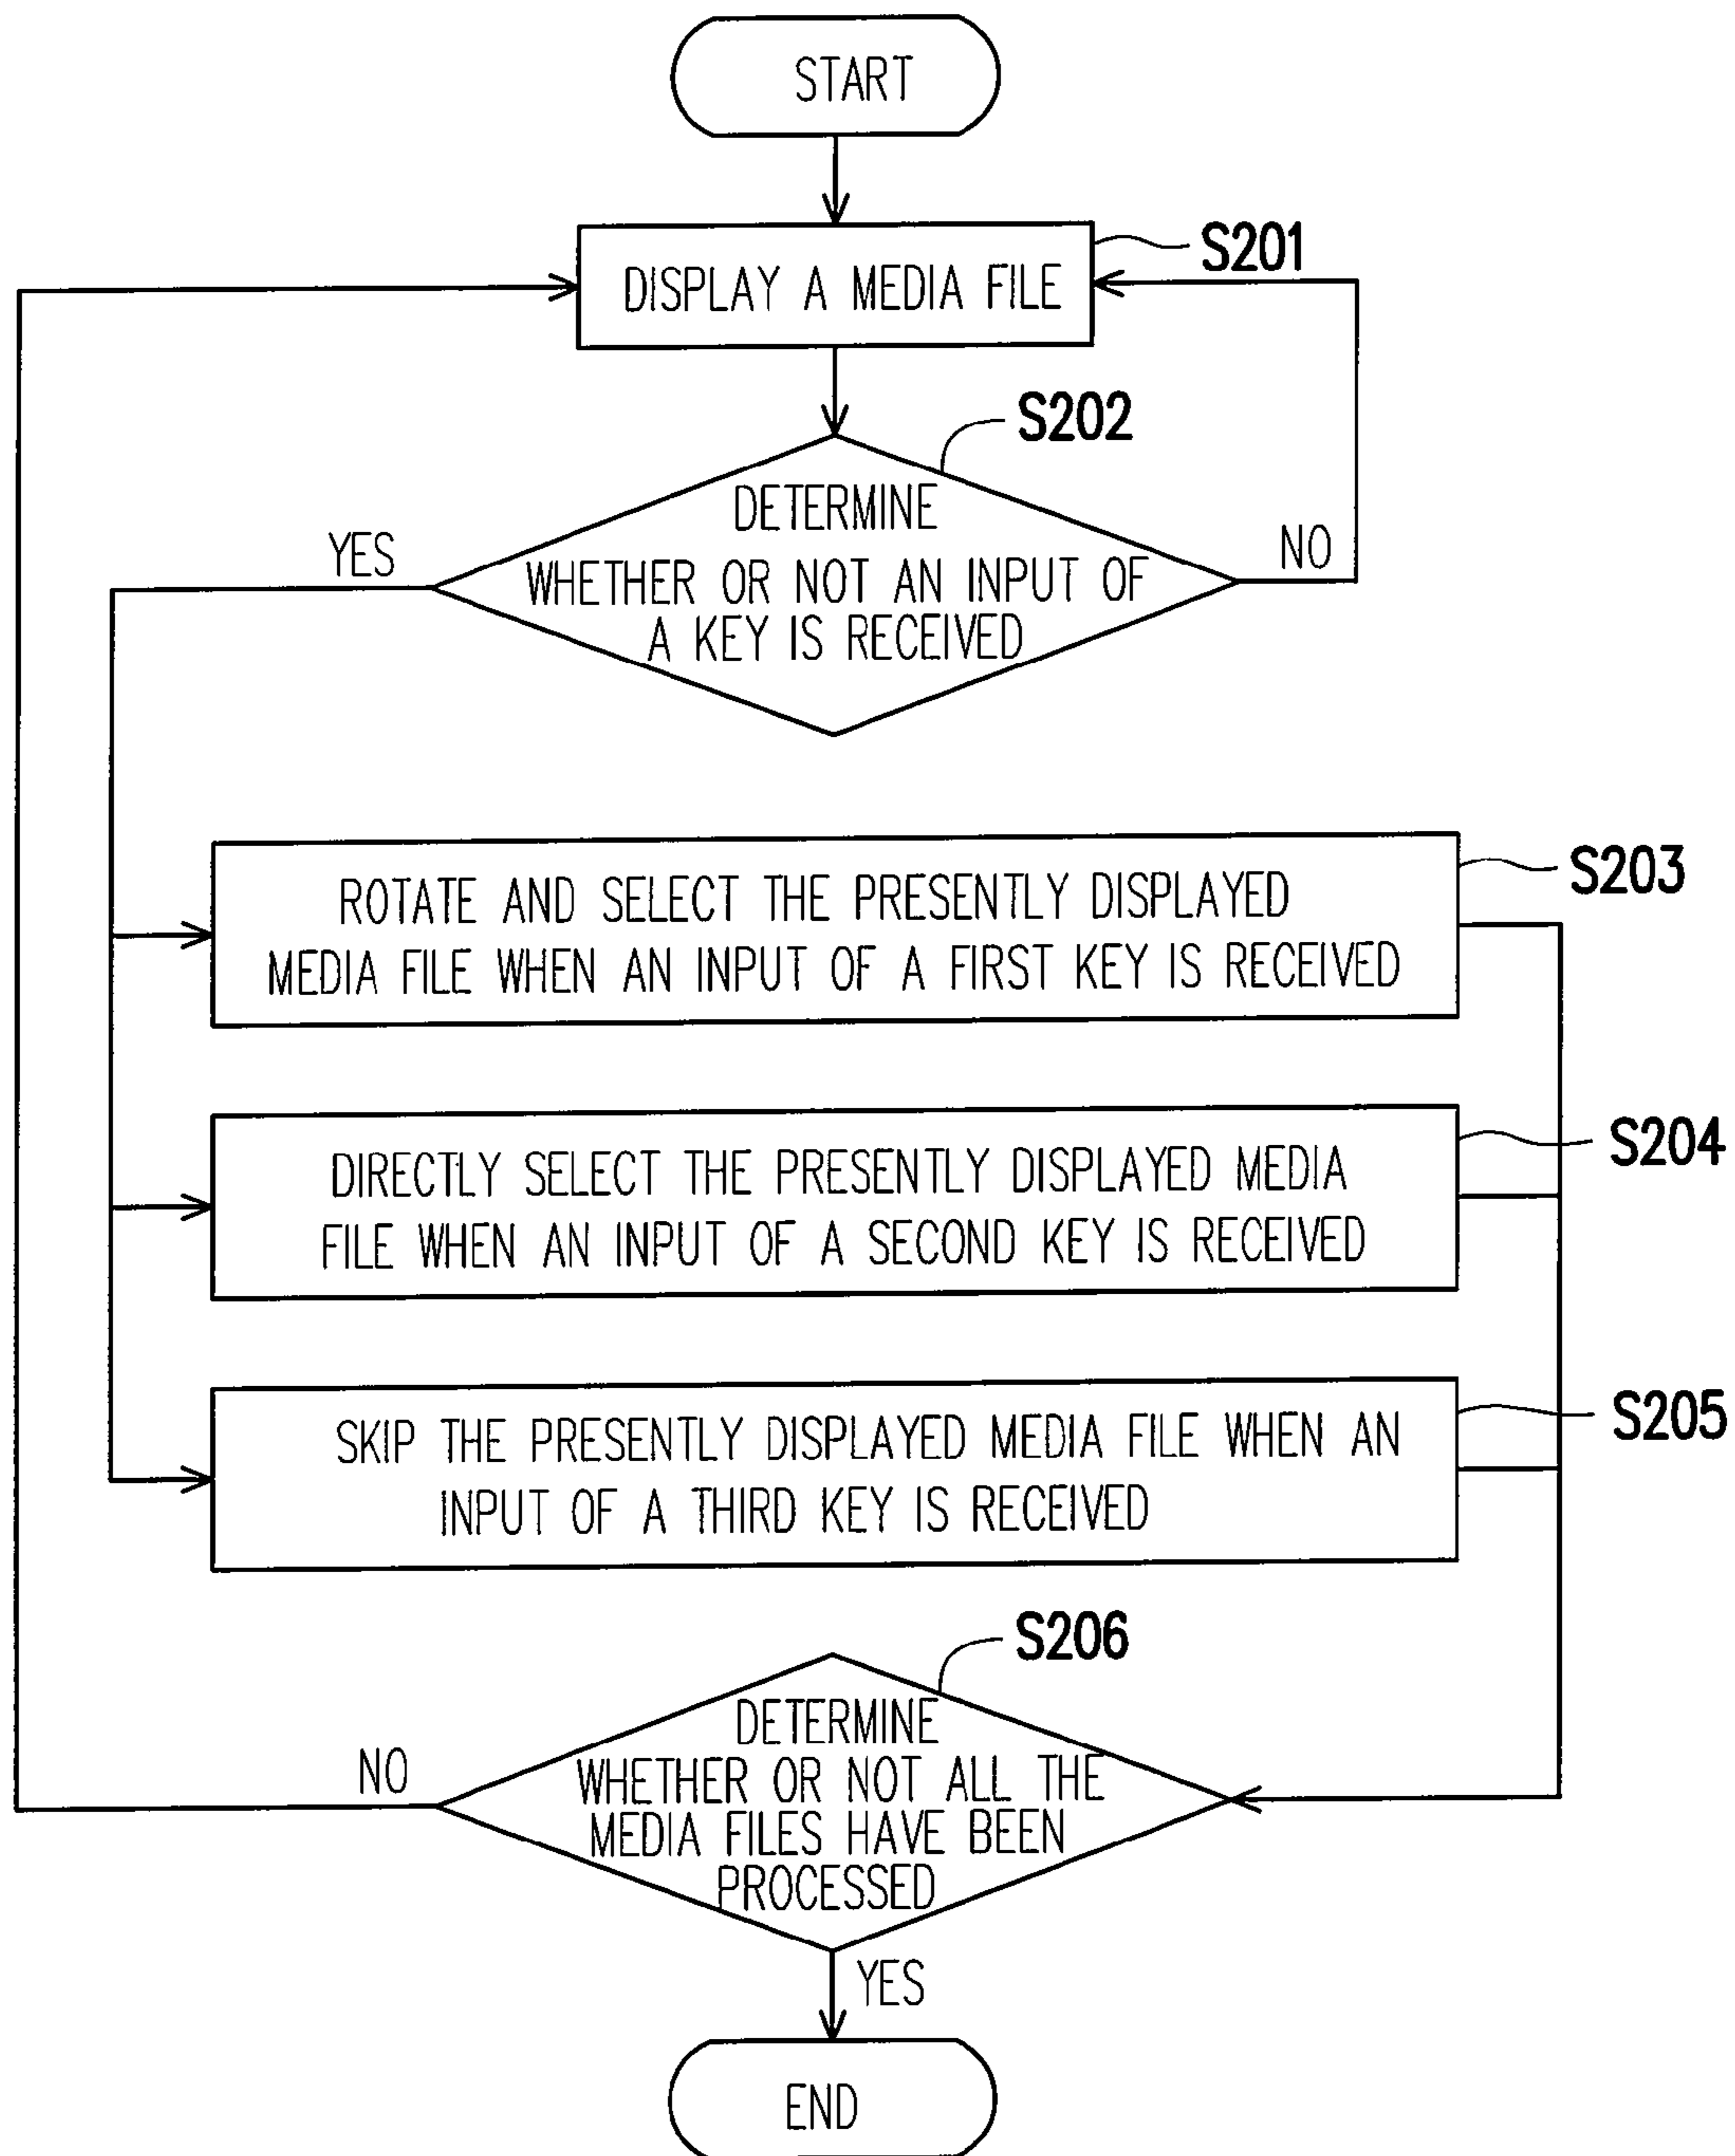 START
S201
DISPLAY A MEDIA FILE
S202
DETERMINE
WHETHER OR NOT AN INPUT OF
A KEY IS RECEIVED
YES
NO
S203
ROTATE AND SELECT THE PRESENTLY DISPLAYED
MEDIA FILE WHEN AN INPUT OF A FIRST KEY IS RECEIVED
S204
DIRECTLY SELECT THE PRESENTLY DISPLAYED MEDIA
FILE WHEN AN INPUT OF A SECOND KEY IS RECEIVED
S205
SKIP THE PRESENTLY DISPLAYED MEDIA FILE WHEN AN
INPUT OF A THIRD KEY IS RECEIVED
S206
DETERMINE
WHETHER OR NOT ALL THE
MEDIA FILES HAVE BEEN
PROCESSED
NO
YES
END